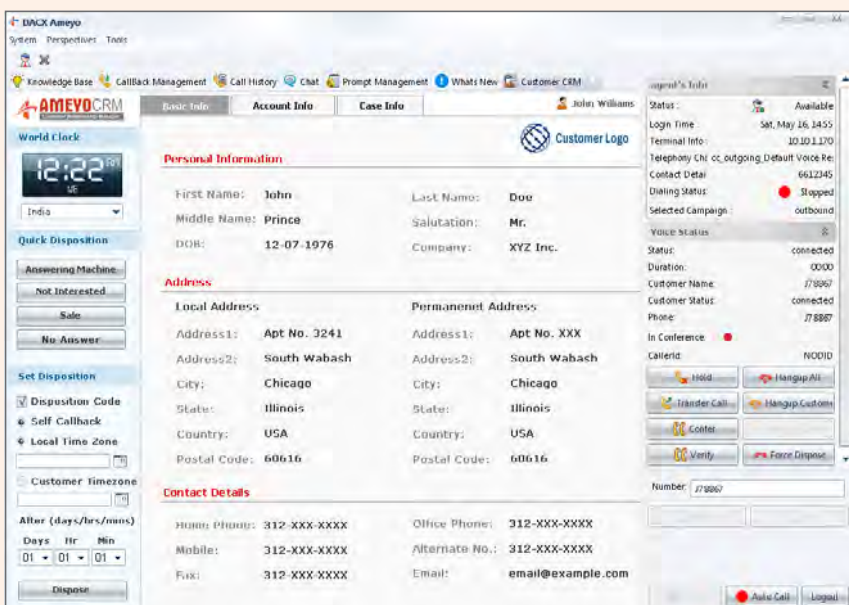 DACX Ameyo
System Perspectives Tools
Knowledge Base CallBack Management Call History Chat Prompt Management Whats New Customer CRM
AMEYOCRM
Basic Info Account Info Case Info John Williams
Customer Logo
World Clock
12:22
India
Quick Disposition
Answering Machine
Not Interested
Sale
No Answer
Set Disposition
Disposition Code
Self Callback
Local Time Zone
Customer Timezone
After (days/hrs/mins)
Days Hr Min
01 01 01
Dispose
Personal Information
First Name: John Last Name: Doe
Middle Name: Prince Salutation: Mr.
DOB: 12-07-1976 Company: XYZ Inc.
Address
Local Address Permanenet Address
Address1: Apt No. 3241 Address1: Apt No. XXX
Address2: South Wabash Address2: South Wabash
City: Chicago City: Chicago
State: Illinois State: Illinois
Country: USA Country: USA
Postal Code: 60616 Postal Code: 60616
Contact Details
Home Phone: 312-XXX-XXXX Office Phone: 312-XXX-XXXX
Mobile: 312-XXX-XXXX Alternate No.: 312-XXX-XXXX
Fax: 312-XXX-XXXX Email: email@example.com
agent's Info
Status : Available
Login Time Sat, May 16, 14:55
Terminal Info : 10.10.1.170
Telephony Chl cc_outgoing_Default Voice Re:
Contact Detai 6612345
Dialing Status: Stopped
Selected Campaign : outbound
Voice Status
Status: connected
Duration: 00:00
Customer Name: J78867
Customer Status: connected
Phone: J78867
In Conference:
CallerId: NODID
Hold Hangup All
Transfer Call Hangup Custome
Confer
Verify Force Dispose
Number: J78867
Auto Call Logout